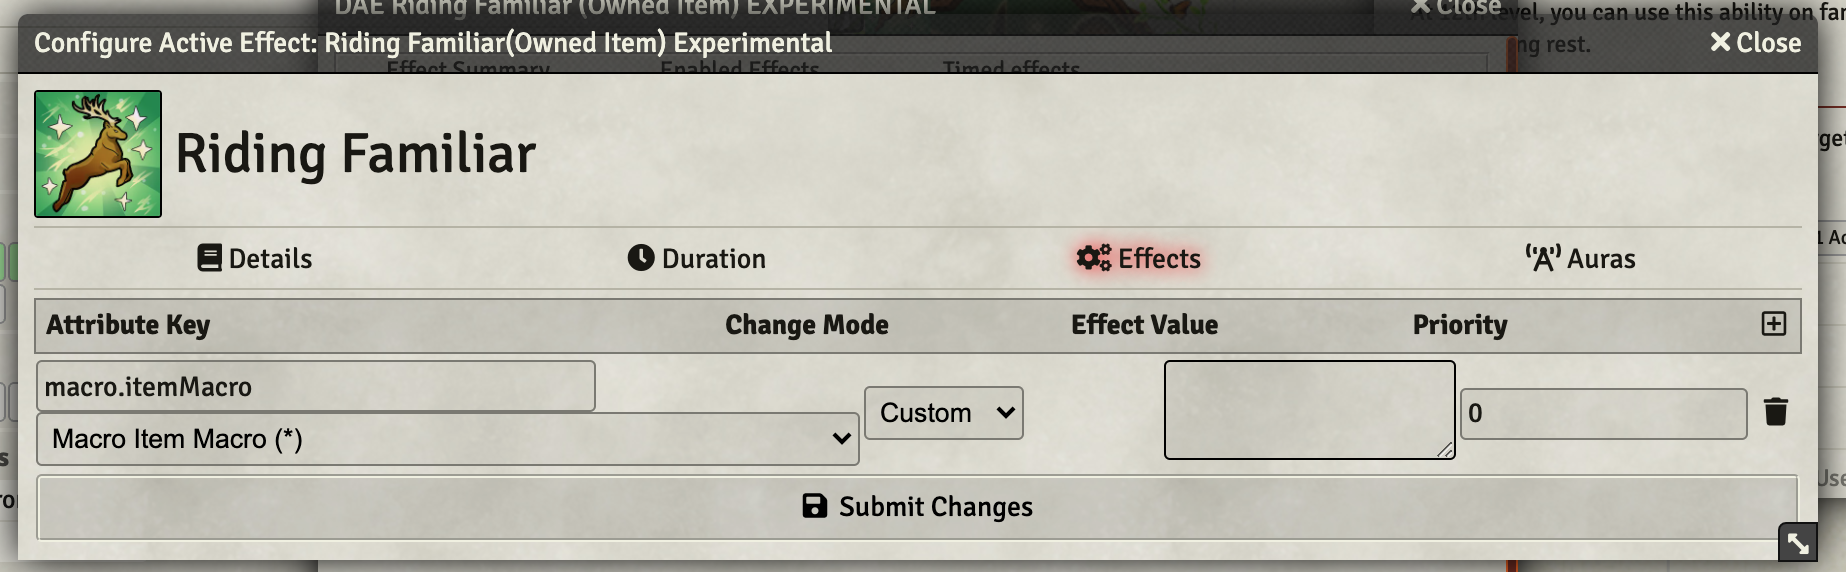 DAE Riding Familiar (Owned Item) EXPERIMENTAL
Close
level, you can use this ability on
Configure Active Effect: Riding Familiar(Owned Item) Experimental
Close
ng rest.
Effect Summary
Enabled Effects
Timed effects
Riding Familiar
Details
Duration
Effects
Auras
Attribute Key
Change Mode
Effect Value
Priority
macro.itemMacro
Macro Item Macro (*)
Custom
0
Submit Changes